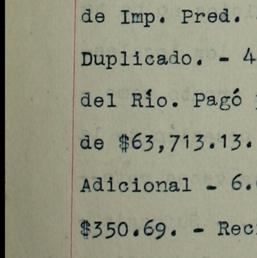 de Imp. Pred.
Duplicado. - 4
del Río. Pagó
de $63,713.13.
Adicional - 6.
$350.69. - Rec